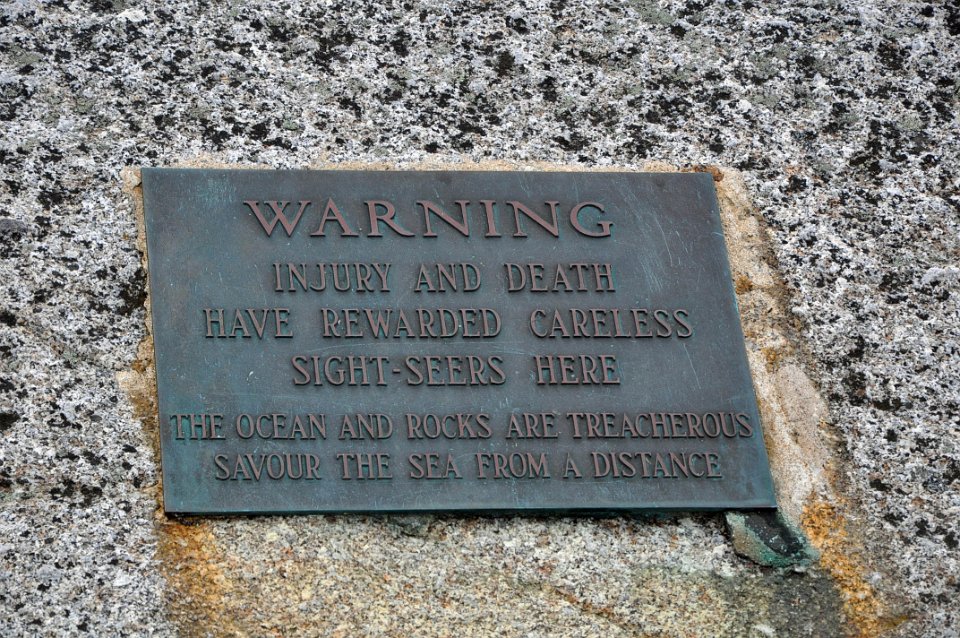 WARNING
INJURY AND DEATH
HAVE REWARDED CARELESS
SIGHT-SEERS HERE
THE OCEAN AND ROCKS ARE TREACHEROUS
SAVOUR THE SEA FROM A DISTANCE